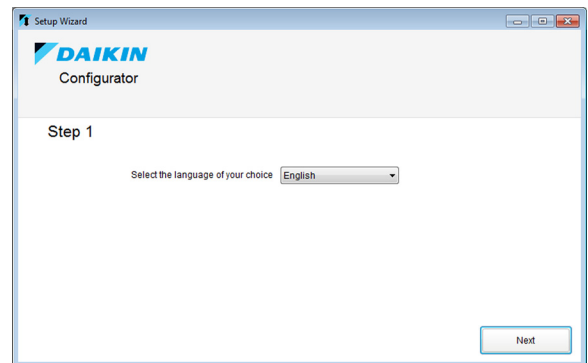 Setup Wizard
DAIKIN
Configurator
Step 1
Select the language of your choice English
Next